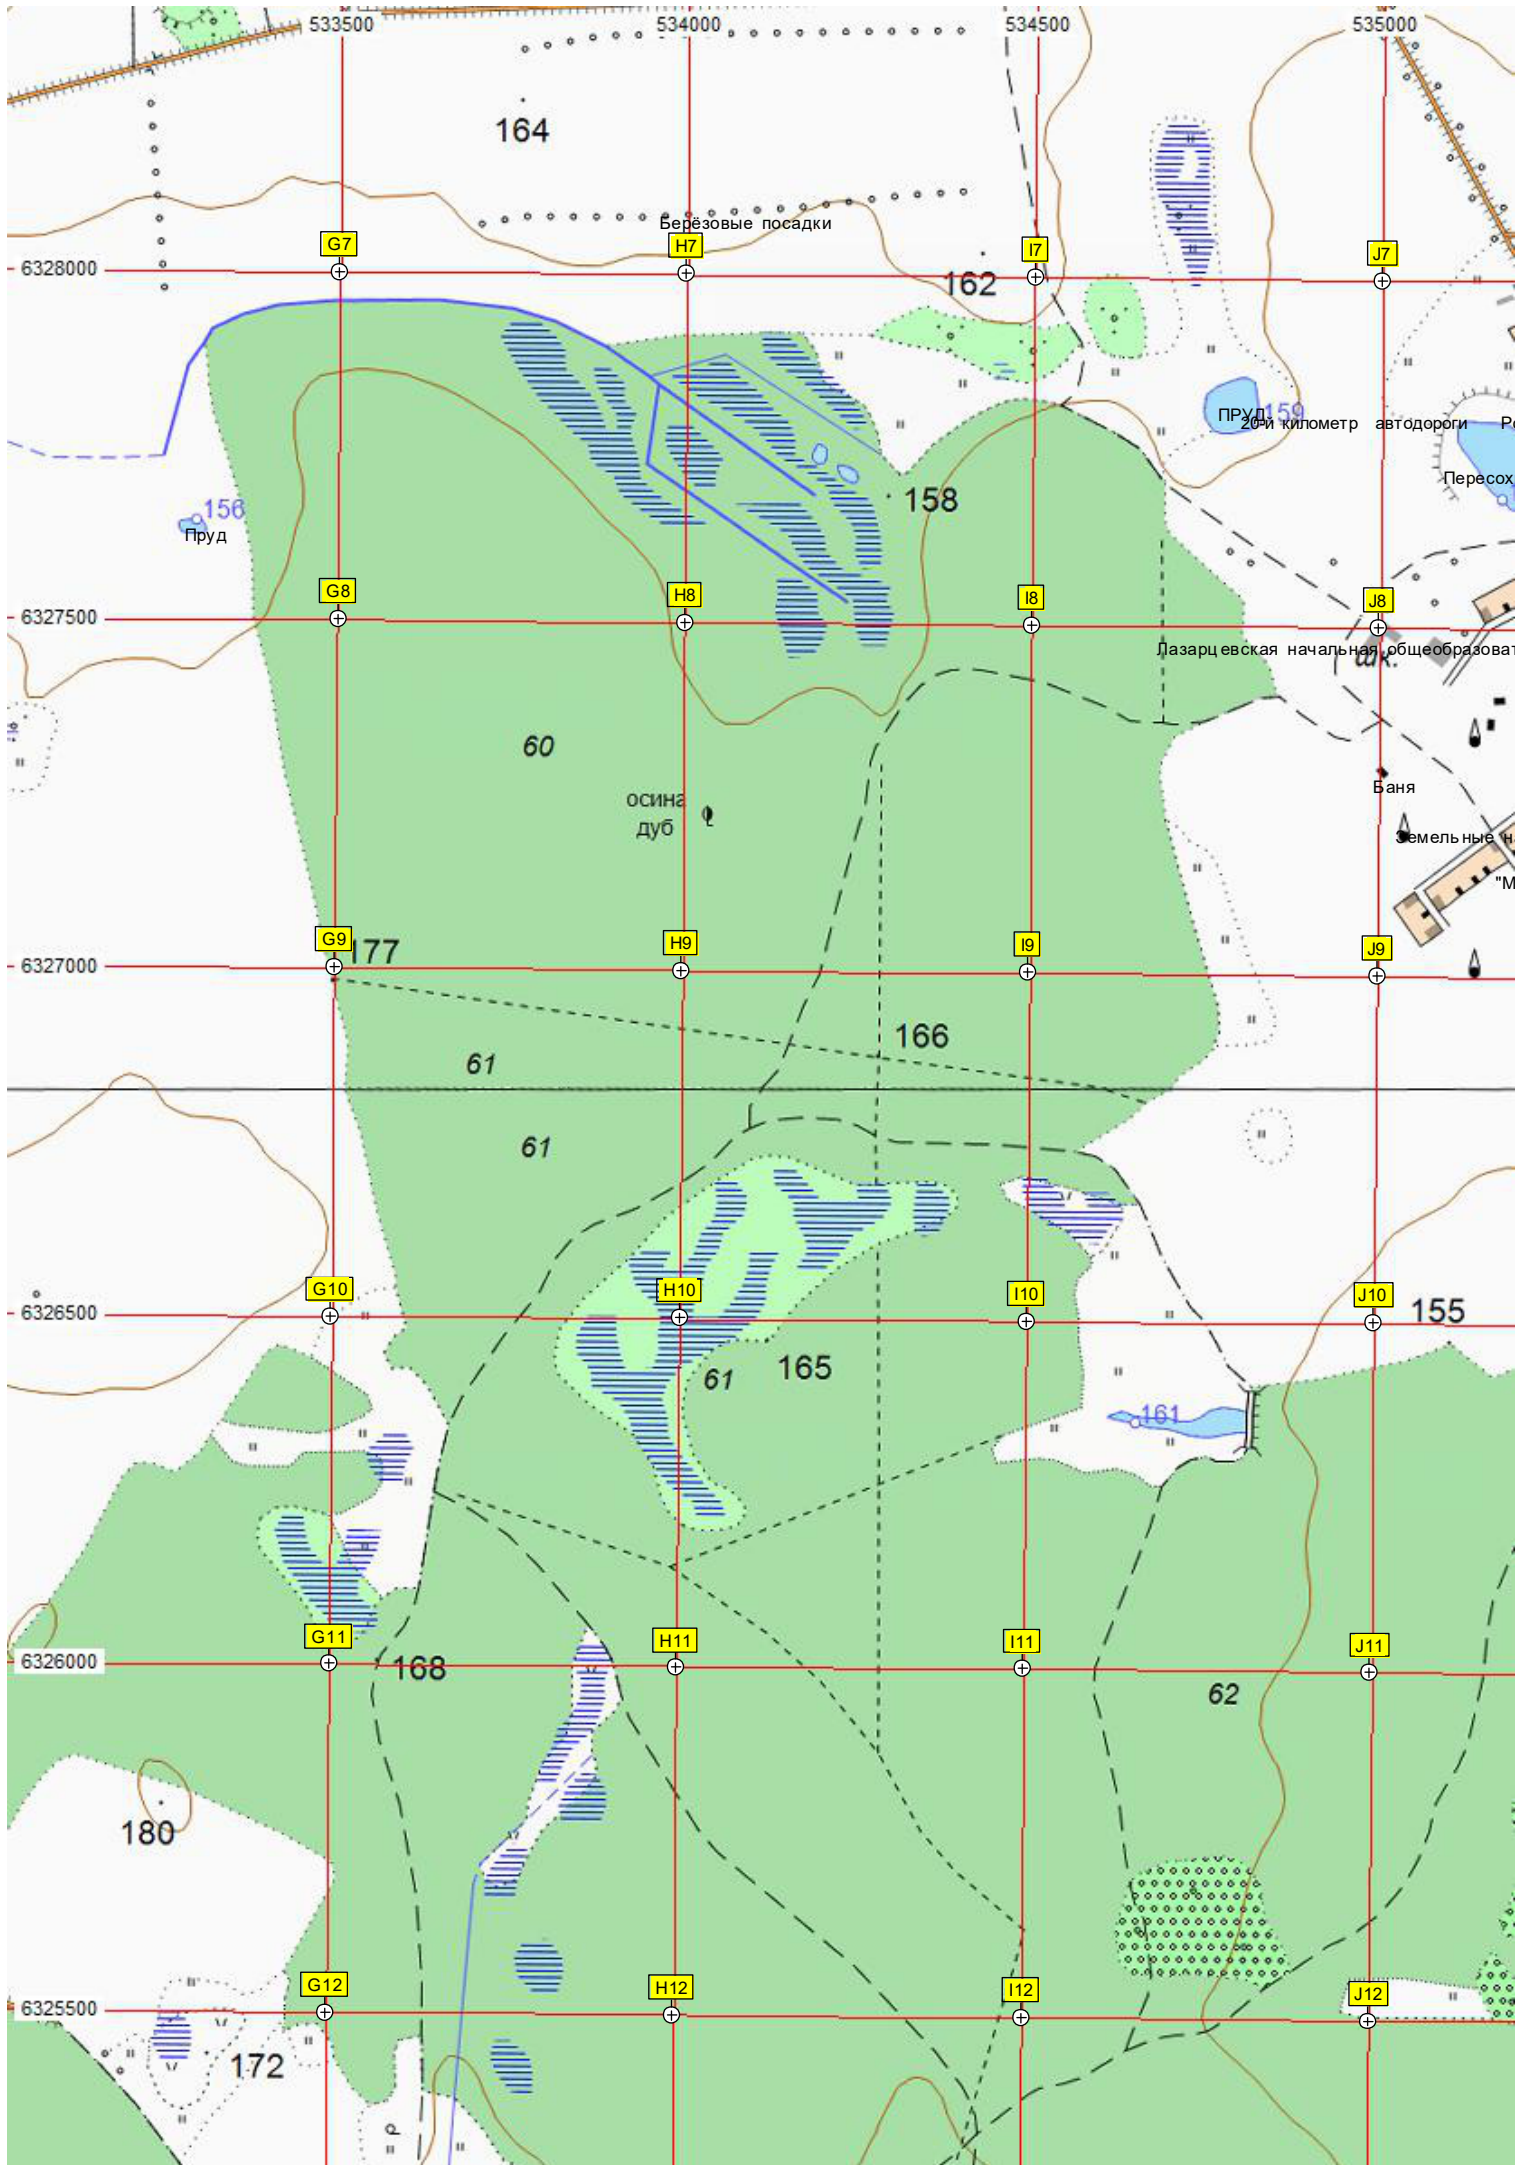 533500 534000 534500 535000
164
Берёзовые посадки
G7 H7 I7 J7
6328000
162
ПРУД 159
20-й километр автодороги
158
Пересох
156
Пруд
G8 H8 I8 J8
6327500
Лазарцевская начальная общеобразоват
шк.
60
осина
дуб
Баня
Земельные н
"М
G9 H9 I9 J9
177
6327000
166
61
61
G10 H10 I10 J10
6326500
155
165
61
161
G11 H11 I11 J11
6326000
168
62
180
G12 H12 I12 J12
6325500
172
р